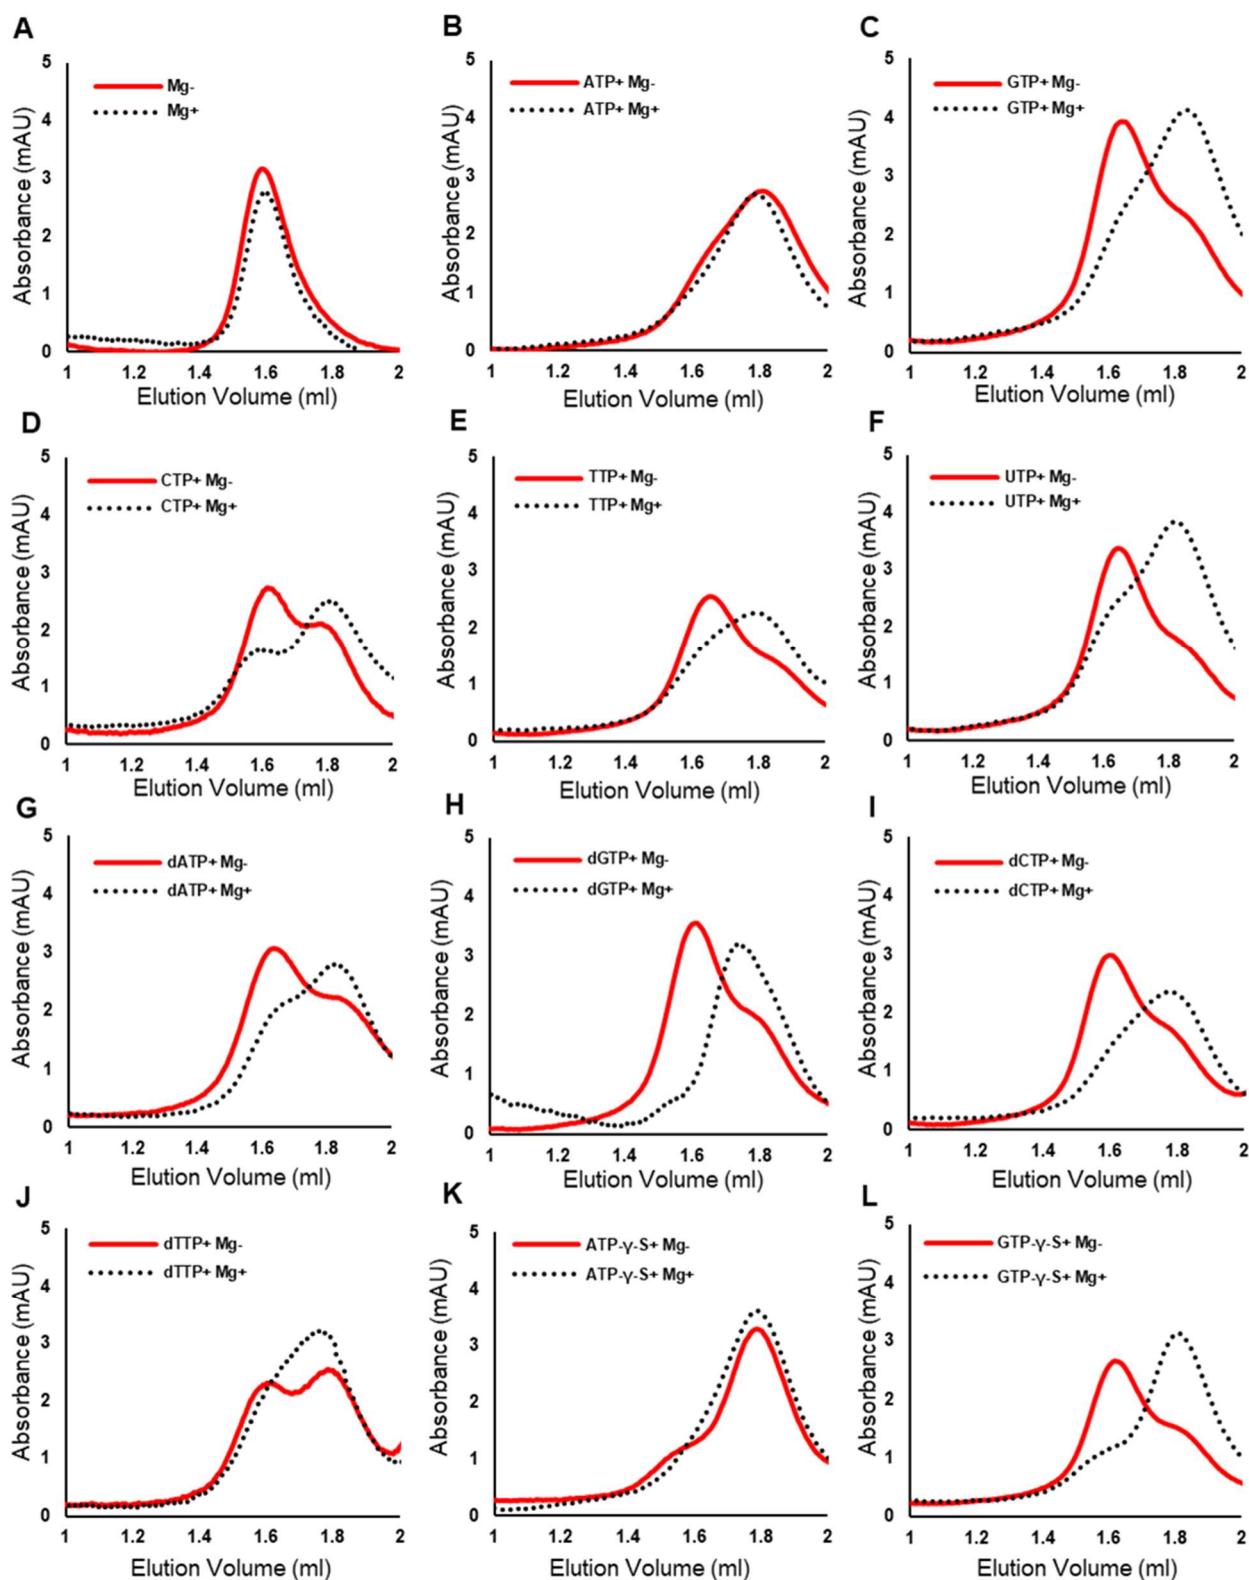 A
Mg-
Mg+
5
4
3
2
1
0
1
1.2
1.4
1.6
1.8
2
Absorbance (mAU)
Elution Volume (ml)
B
ATP+ Mg-
ATP+ Mg+
5
4
3
2
1
0
1
1.2
1.4
1.6
1.8
2
Absorbance (mAU)
Elution Volume (ml)
C
GTP+ Mg-
GTP+ Mg+
5
4
3
2
1
0
1
1.2
1.4
1.6
1.8
2
Absorbance (mAU)
Elution Volume (ml)
D
CTP+ Mg-
CTP+ Mg+
5
4
3
2
1
0
1
1.2
1.4
1.6
1.8
2
Absorbance (mAU)
Elution Volume (ml)
E
TTP+ Mg-
TTP+ Mg+
5
4
3
2
1
0
1
1.2
1.4
1.6
1.8
2
Absorbance (mAU)
Elution Volume (ml)
F
UTP+ Mg-
UTP+ Mg+
5
4
3
2
1
0
1
1.2
1.4
1.6
1.8
2
Absorbance (mAU)
Elution Volume (ml)
G
dATP+ Mg-
dATP+ Mg+
5
4
3
2
1
0
1
1.2
1.4
1.6
1.8
2
Absorbance (mAU)
Elution Volume (ml)
H
dGTP+ Mg-
dGTP+ Mg+
5
4
3
2
1
0
1
1.2
1.4
1.6
1.8
2
Absorbance (mAU)
Elution Volume (ml)
I
dCTP+ Mg-
dCTP+ Mg+
5
4
3
2
1
0
1
1.2
1.4
1.6
1.8
2
Absorbance (mAU)
Elution Volume (ml)
J
dTTP+ Mg-
dTTP+ Mg+
5
4
3
2
1
0
1
1.2
1.4
1.6
1.8
2
Absorbance (mAU)
Elution Volume (ml)
K
ATP-γ-S+ Mg-
ATP-γ-S+ Mg+
5
4
3
2
1
0
1
1.2
1.4
1.6
1.8
2
Absorbance (mAU)
Elution Volume (ml)
L
GTP-γ-S+ Mg-
GTP-γ-S+ Mg+
5
4
3
2
1
0
1
1.2
1.4
1.6
1.8
2
Absorbance (mAU)
Elution Volume (ml)